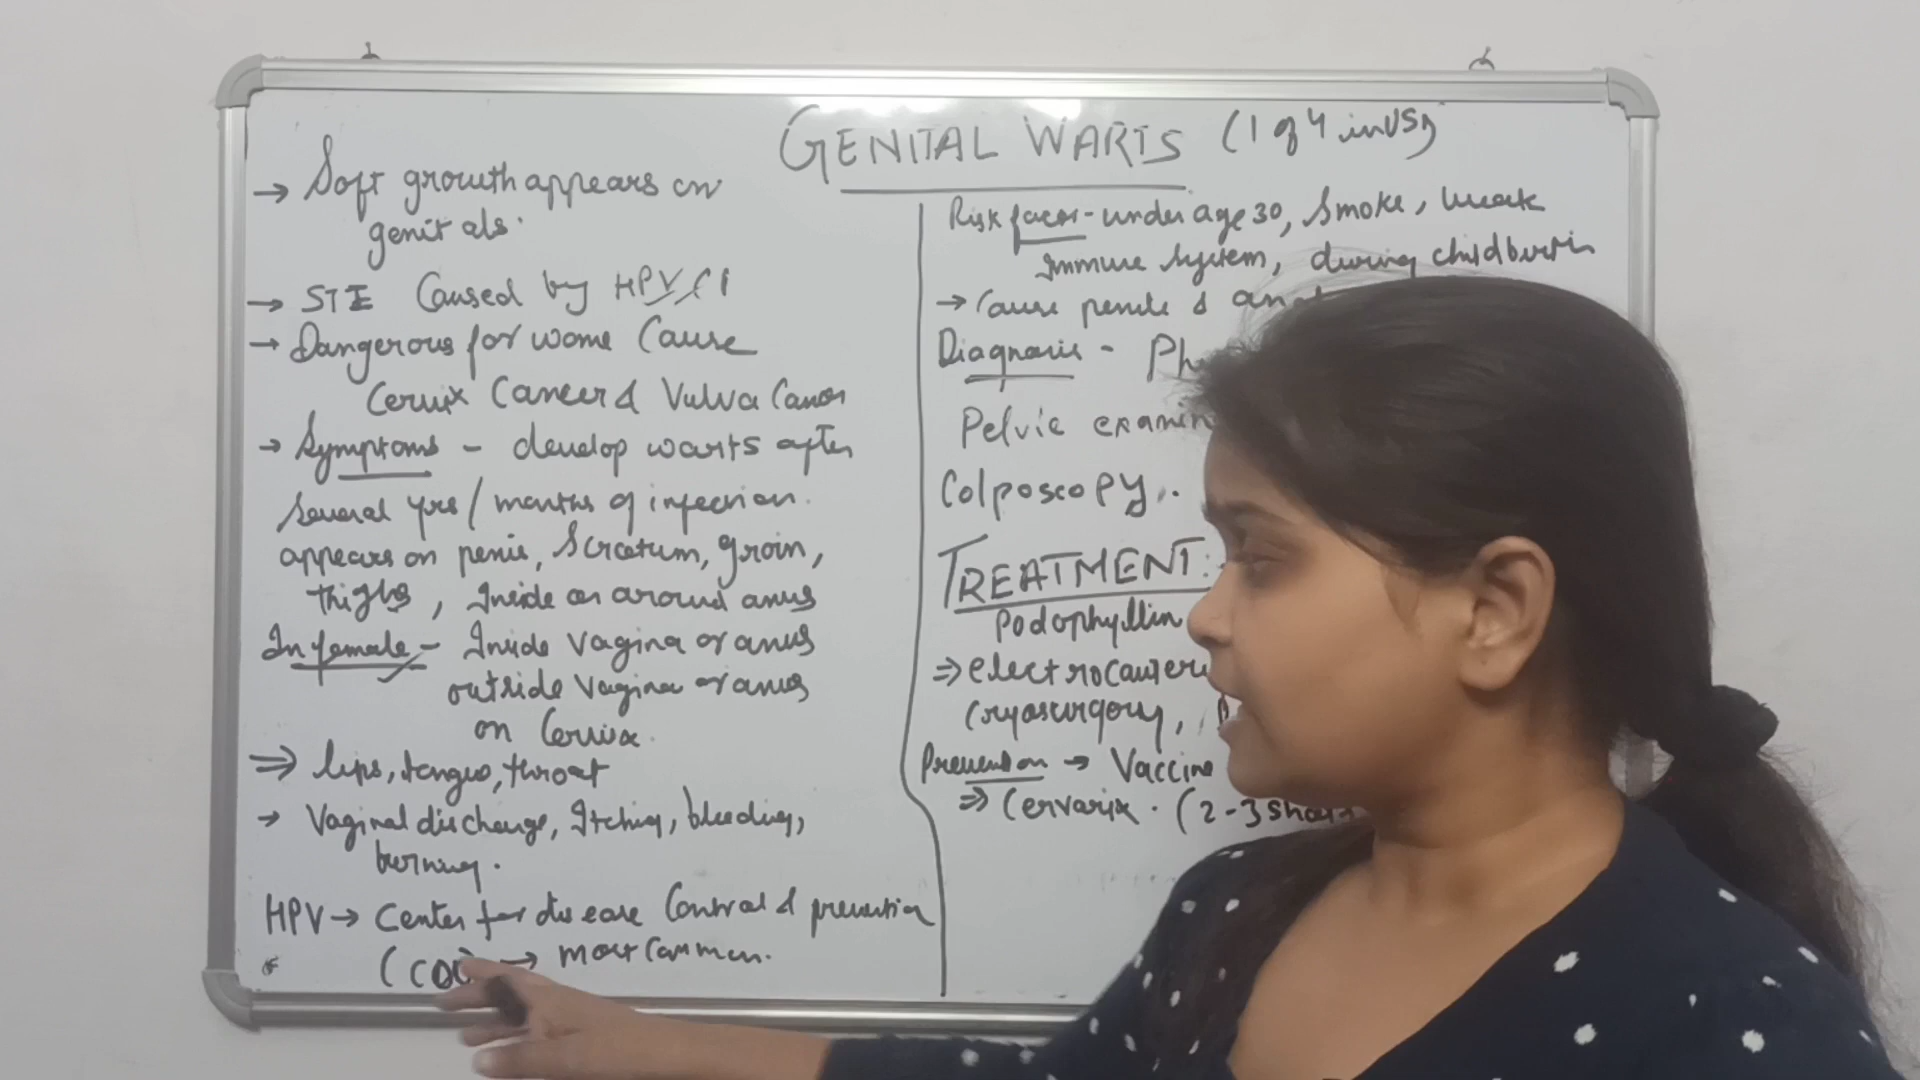 GENITAL WARTS (1 of 4 in US)
→ Soft growth appears on
genitals.
→ STI Caused by HPV
→ Dangerous for wome Cause
Cervix Cancer & Vulva Cancer
→ Symptoms - develop warts after
Several yrs / months of infection.
appears on penis, Scrotum, groin,
thighs, Inside or around anus
In female - Inside Vagina or anus
outside Vagina or anus
on Cervix.
⇒ lips, tongue, throat
→ Vaginal discharge, Itching, bleeding,
burning.
HPV → Center for disease Control & prevention
(CDC) → most Common.
Risk factor - under age 30, Smoke, Weak
Immune System, during childbirth
→ Cause penile &
Diagnosis -
Pelvic
Colposcopy.
TREATMENT:
Podophyllin
⇒
Cryosurgery,
Prevention → Vaccine
⇒ Cervarix. (2-3 shots